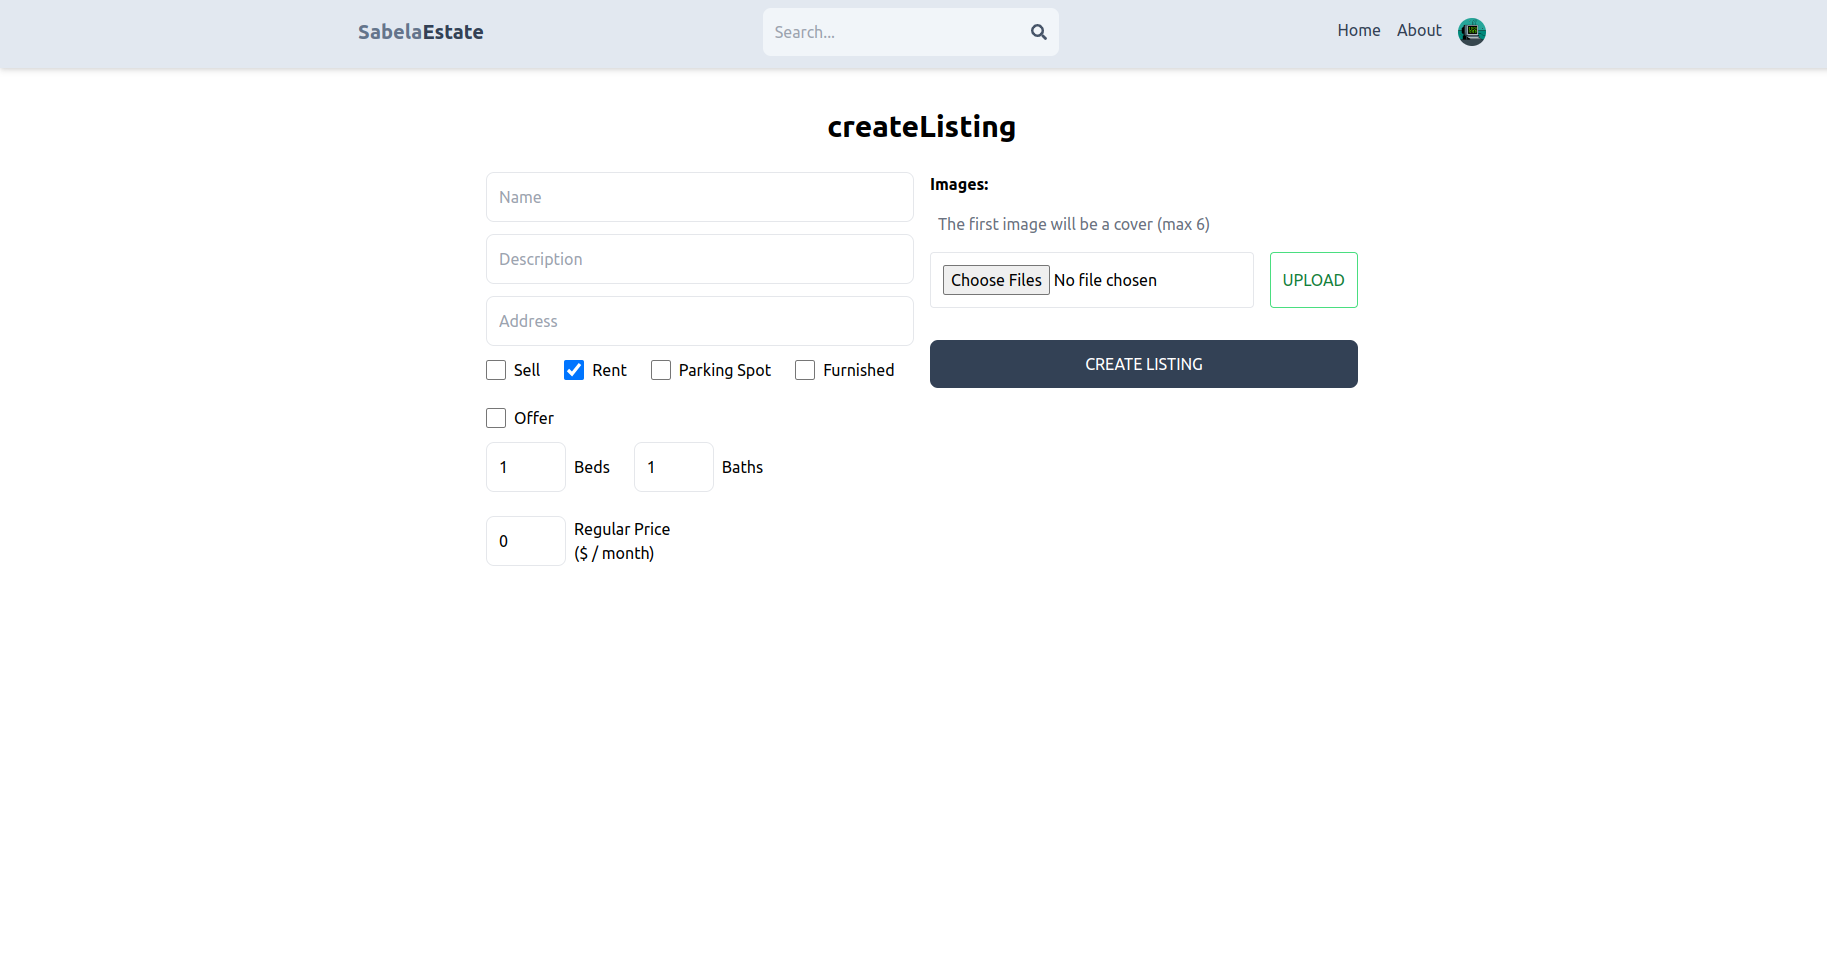 SabelaEstate
Search...
Home
About
createListing
Name
Description
Address
Sell
Rent
Parking Spot
Furnished
Offer
1
Beds
1
Baths
0
Regular Price
($ / month)
Images:
The first image will be a cover (max 6)
Choose Files No file chosen
UPLOAD
CREATE LISTING